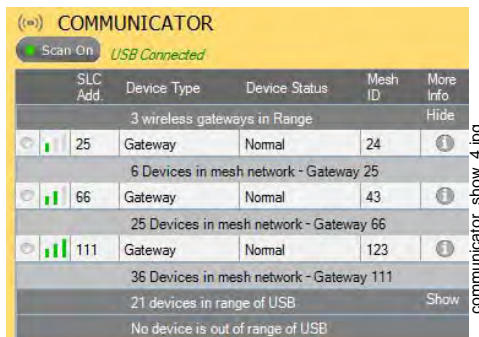 COMMUNICATOR
Scan On USB Connected
SLC Add. Device Type Device Status Mesh ID More Info
3 wireless gateways in Range Hide
25 Gateway Normal 24
6 Devices in mesh network - Gateway 25
66 Gateway Normal 43
25 Devices in mesh network - Gateway 66
111 Gateway Normal 123
36 Devices in mesh network - Gateway 111
21 devices in range of USB Show
No device is out of range of USB
communicator_show_4.jpg